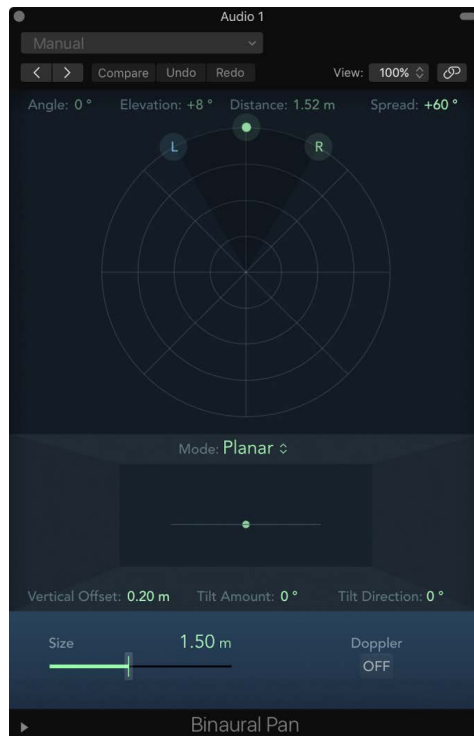 Audio 1
Manual
Compare Undo Redo View: 100%
Angle: 0 ° Elevation: +8 ° Distance: 1.52 m Spread: +60 °
L R
Mode: Planar
Vertical Offset: 0.20 m Tilt Amount: 0 ° Tilt Direction: 0 °
Size 1.50 m Doppler
OFF
Binaural Pan